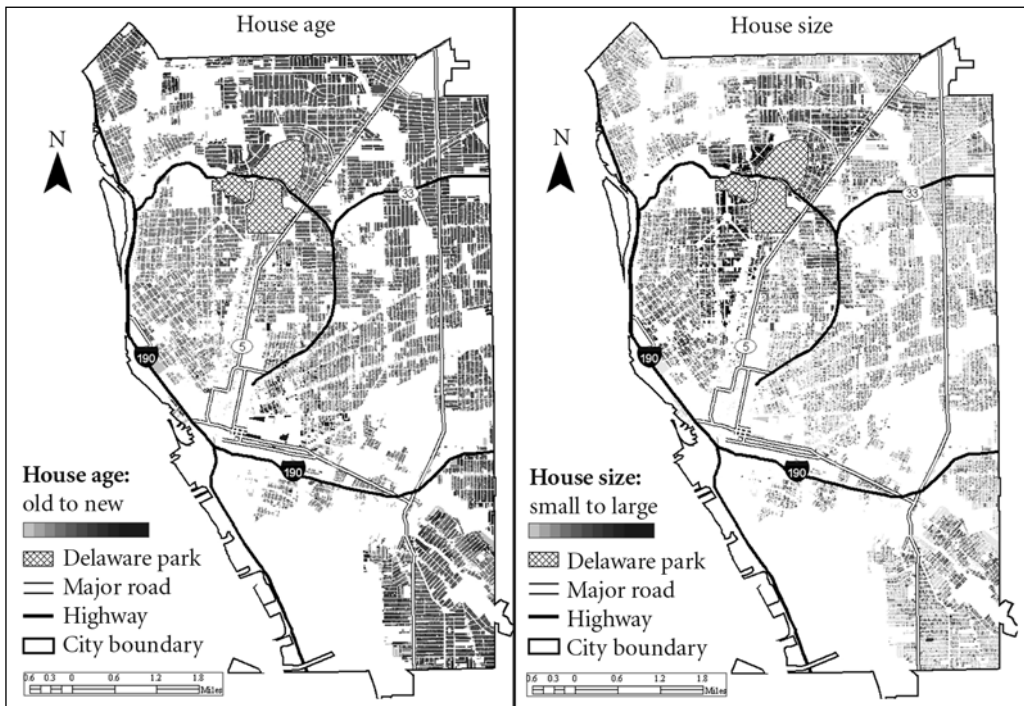 House age
N
33
5
190
190
House age:
old to new
Delaware park
Major road
Highway
City boundary
0.6 0.3 0 0.6 1.2 1.8
Miles
House size
N
33
5
190
190
House size:
small to large
Delaware park
Major road
Highway
City boundary
0.6 0.3 0 0.6 1.2 1.8
Miles